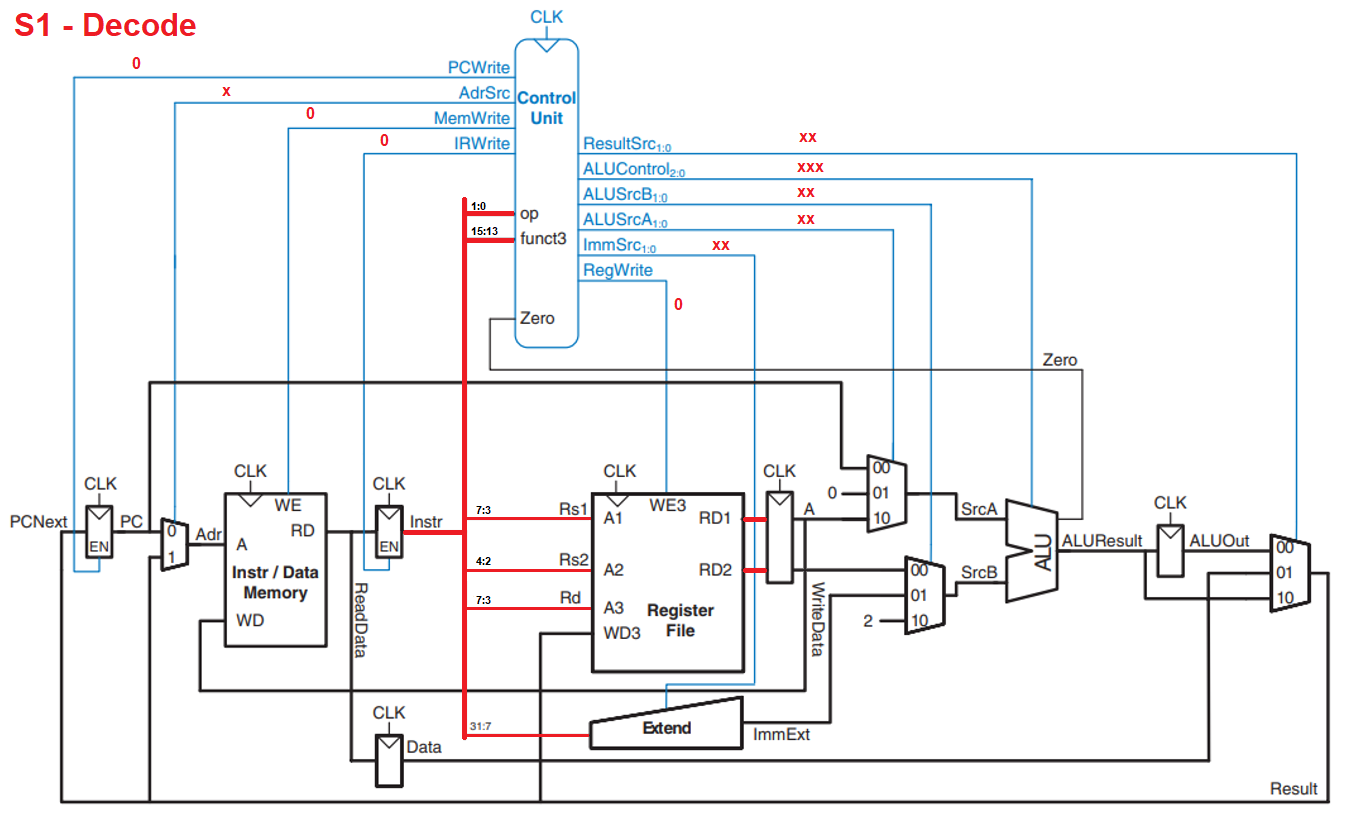 S1 - Decode
CLK
0
PCWrite
x
AdrSrc
Control
Unit
0
MemWrite
0
IRWrite
ResultSrc1:0
xx
ALUControl2:0
xxx
ALUSrcB1:0
xx
ALUSrcA1:0
xx
ImmSrc1:0
xx
RegWrite
0
1:0
op
15:13
funct3
Zero
Zero
CLK
CLK
CLK
CLK
CLK
CLK
PCNext
PC
EN
0
1
Adr
WE
RD
A
Instr / Data
Memory
WD
EN
Instr
ReadData
7:3
Rs1
A1
WE3
RD1
4:2
Rs2
A2
RD2
7:3
Rd
A3
Register
File
WD3
A
WriteData
00
0
01
10
SrcA
00
01
2
10
SrcB
ALU
ALUResult
ALUOut
00
01
10
31:7
Extend
ImmExt
CLK
Data
Result